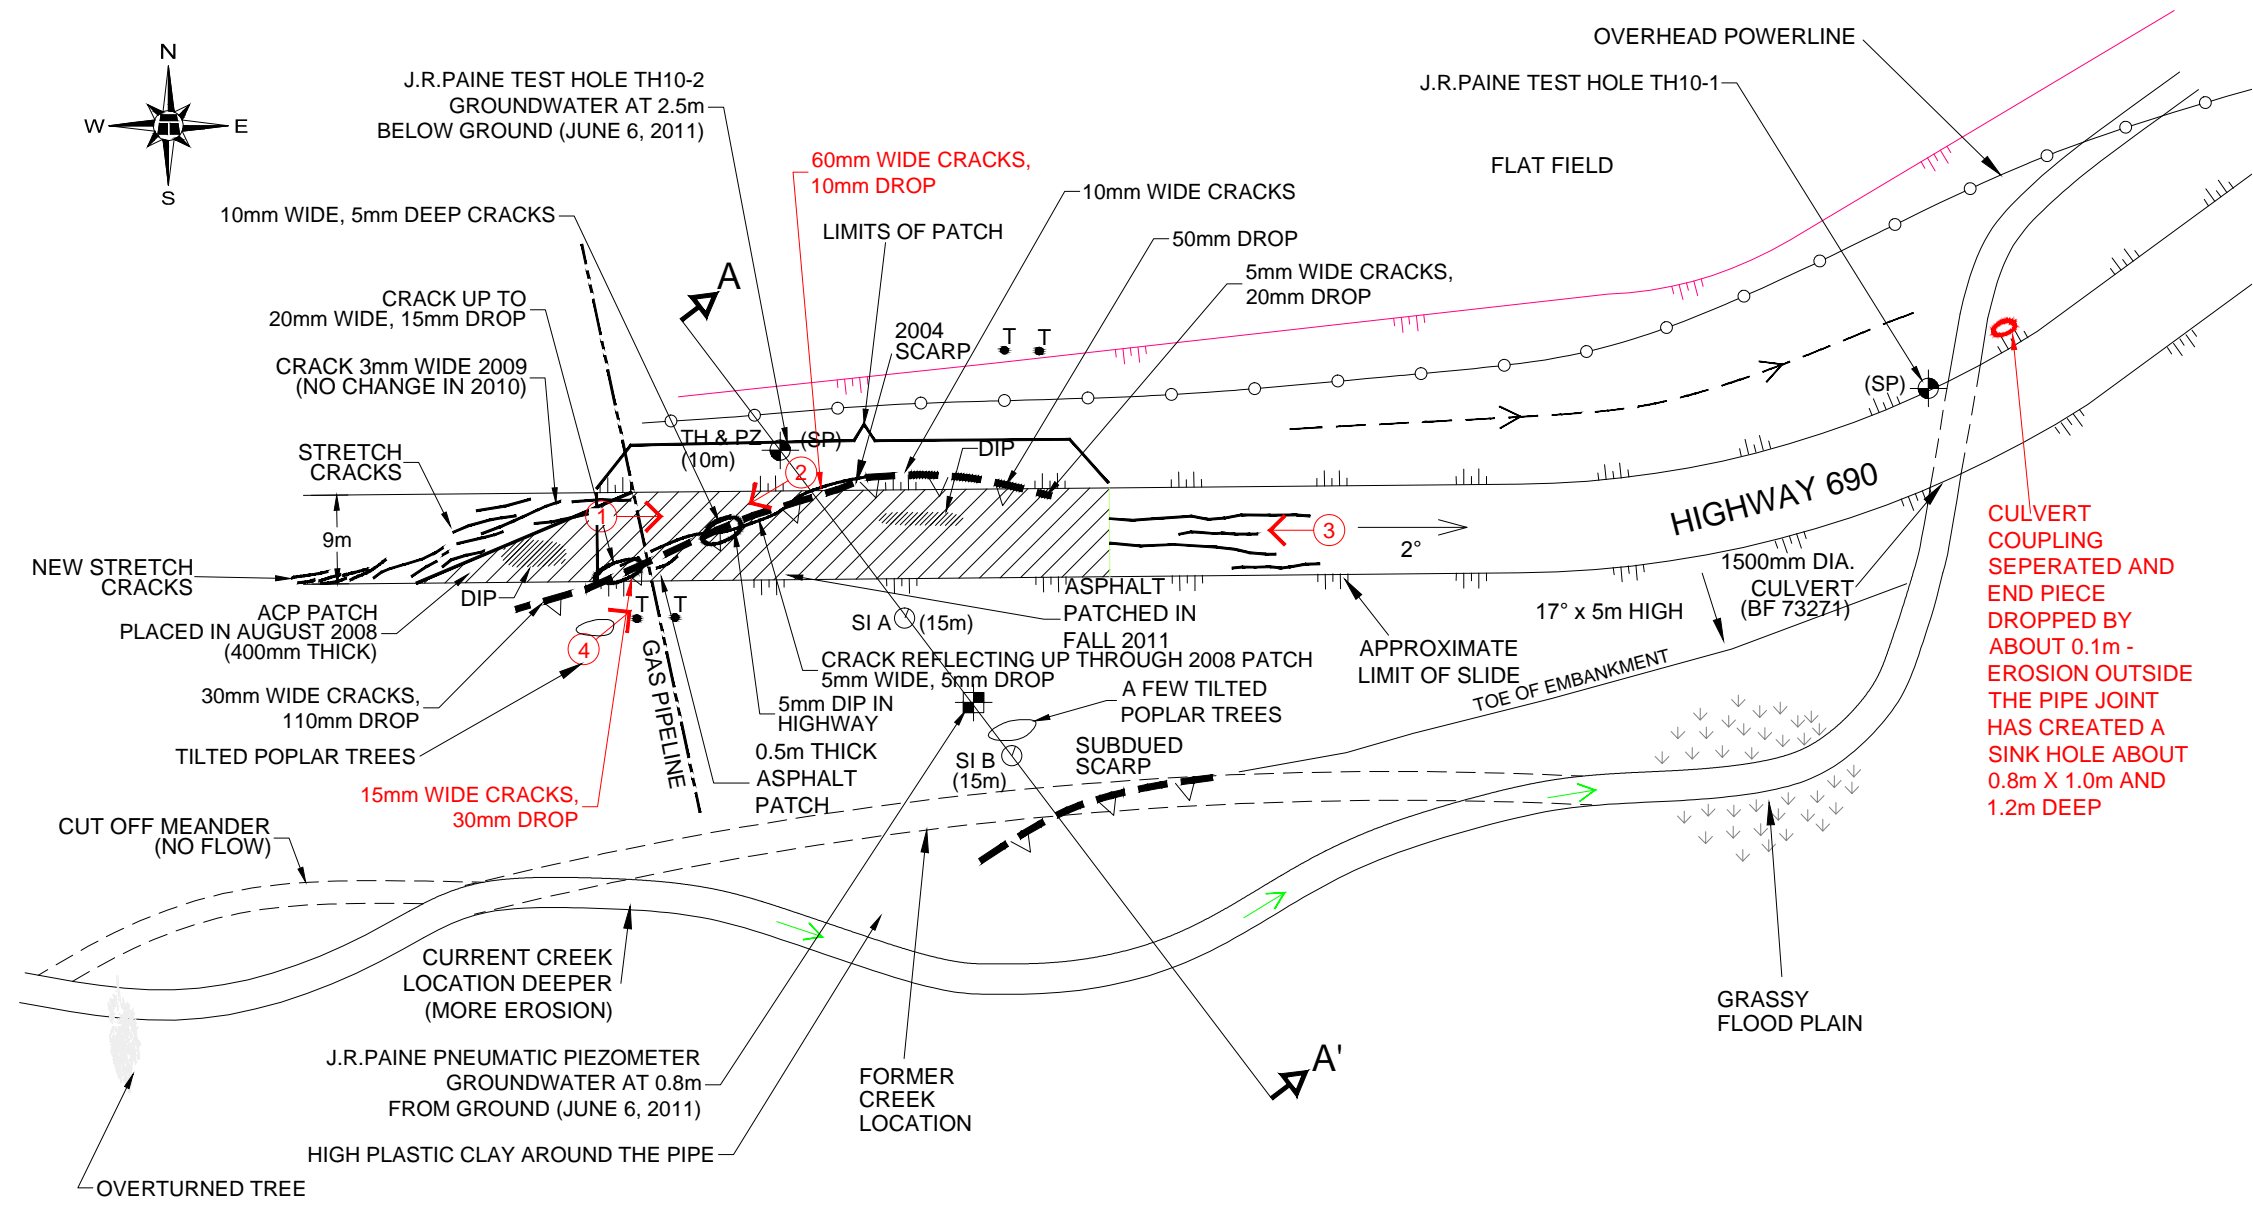 N
W
E
S
J.R.PAINE TEST HOLE TH10-2
GROUNDWATER AT 2.5m
BELOW GROUND (JUNE 6, 2011)
OVERHEAD POWERLINE
J.R.PAINE TEST HOLE TH10-1
FLAT FIELD
60mm WIDE CRACKS,
10mm DROP
10mm WIDE CRACKS
10mm WIDE, 5mm DEEP CRACKS
LIMITS OF PATCH
50mm DROP
5mm WIDE CRACKS,
20mm DROP
A
CRACK UP TO
20mm WIDE, 15mm DROP
2004
SCARP
T
T
CRACK 3mm WIDE 2009
(NO CHANGE IN 2010)
(SP)
TH & PZ
(10m)
(SP)
DIP
STRETCH
CRACKS
2
1
3
9m
2°
HIGHWAY 690
NEW STRETCH
CRACKS
DIP
ACP PATCH
PLACED IN AUGUST 2008
(400mm THICK)
T
T
4
GAS PIPELINE
SI A
(15m)
ASPHALT
PATCHED IN
FALL 2011
CRACK REFLECTING UP THROUGH 2008 PATCH
5mm WIDE, 5mm DROP
APPROXIMATE
LIMIT OF SLIDE
17° x 5m HIGH
1500mm DIA.
CULVERT
(BF 73271)
CULVERT
COUPLING
SEPERATED AND
END PIECE
DROPPED BY
ABOUT 0.1m -
EROSION OUTSIDE
THE PIPE JOINT
HAS CREATED A
SINK HOLE ABOUT
0.8m X 1.0m AND
1.2m DEEP
30mm WIDE CRACKS,
110mm DROP
5mm DIP IN
HIGHWAY
A FEW TILTED
POPLAR TREES
TOE OF EMBANKMENT
TILTED POPLAR TREES
0.5m THICK
ASPHALT
PATCH
SI B
(15m)
SUBDUED
SCARP
15mm WIDE CRACKS,
30mm DROP
CUT OFF MEANDER
(NO FLOW)
CURRENT CREEK
LOCATION DEEPER
(MORE EROSION)
GRASSY
FLOOD PLAIN
J.R.PAINE PNEUMATIC PIEZOMETER
GROUNDWATER AT 0.8m
FROM GROUND (JUNE 6, 2011)
FORMER
CREEK
LOCATION
A'
HIGH PLASTIC CLAY AROUND THE PIPE
OVERTURNED TREE